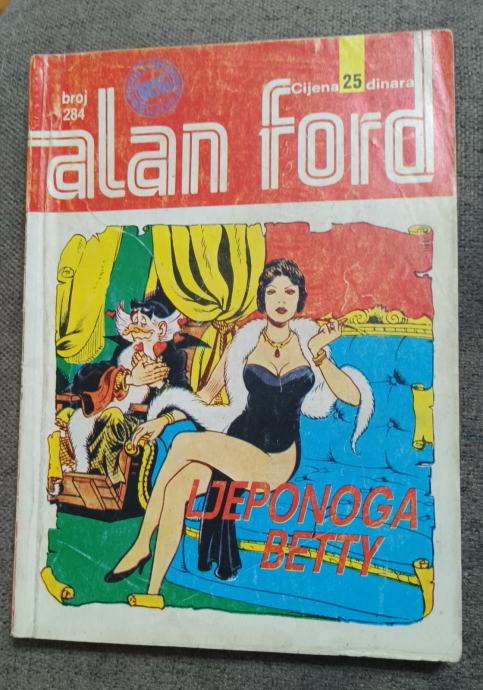 broj
284
Cijena 25 dinara
alan ford
LJEPONOGA
BETTY